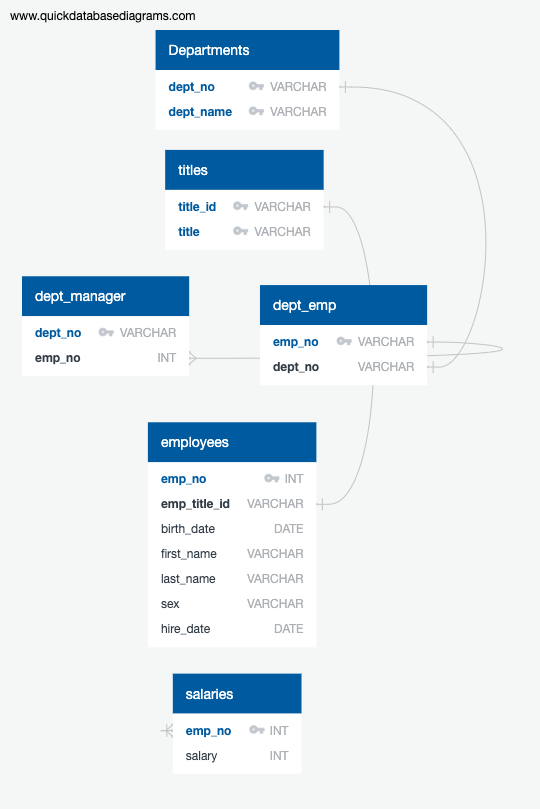 www.quickdatabasediagrams.com
Departments
dept_no VARCHAR
dept_name VARCHAR
titles
title_id VARCHAR
title VARCHAR
dept_manager
dept_no VARCHAR
emp_no INT
dept_emp
emp_no VARCHAR
dept_no VARCHAR
employees
emp_no INT
emp_title_id VARCHAR
birth_date DATE
first_name VARCHAR
last_name VARCHAR
sex VARCHAR
hire_date DATE
salaries
emp_no INT
salary INT